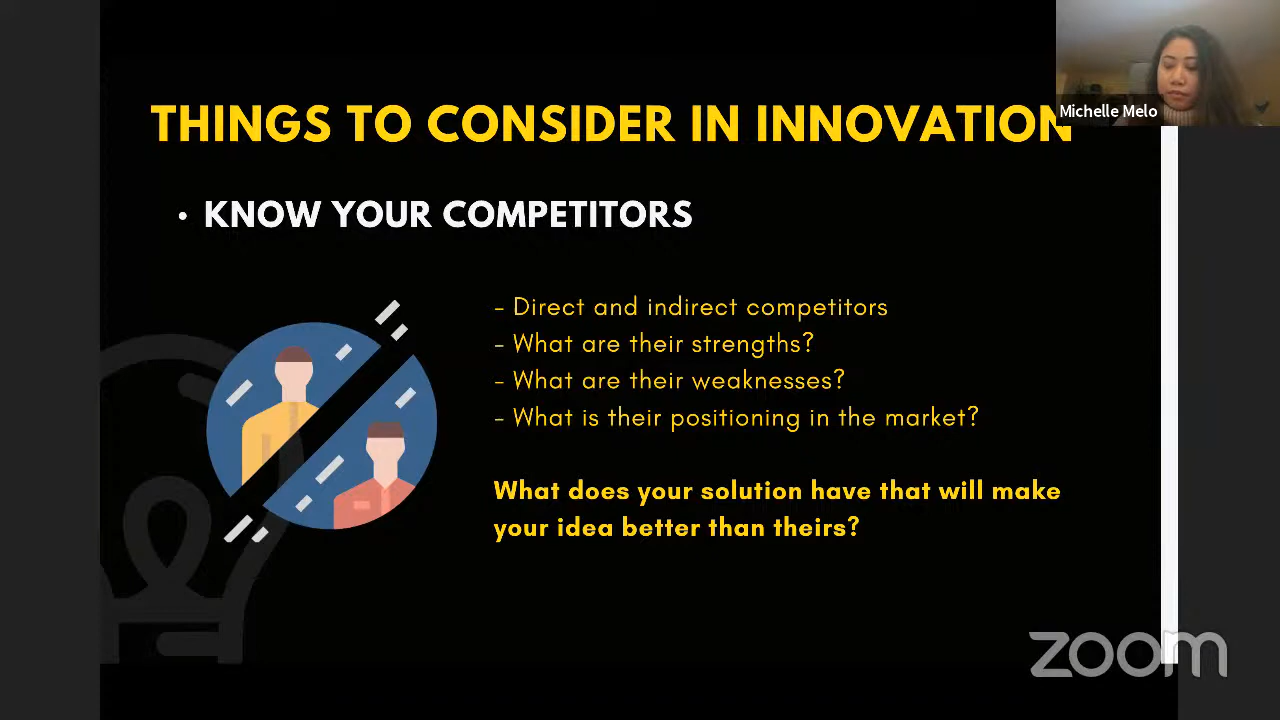 Michelle Melo
THINGS TO CONSIDER IN INNOVATION
• KNOW YOUR COMPETITORS
- Direct and indirect competitors
- What are their strengths?
- What are their weaknesses?
- What is their positioning in the market?
What does your solution have that will make
your idea better than theirs?
zoom